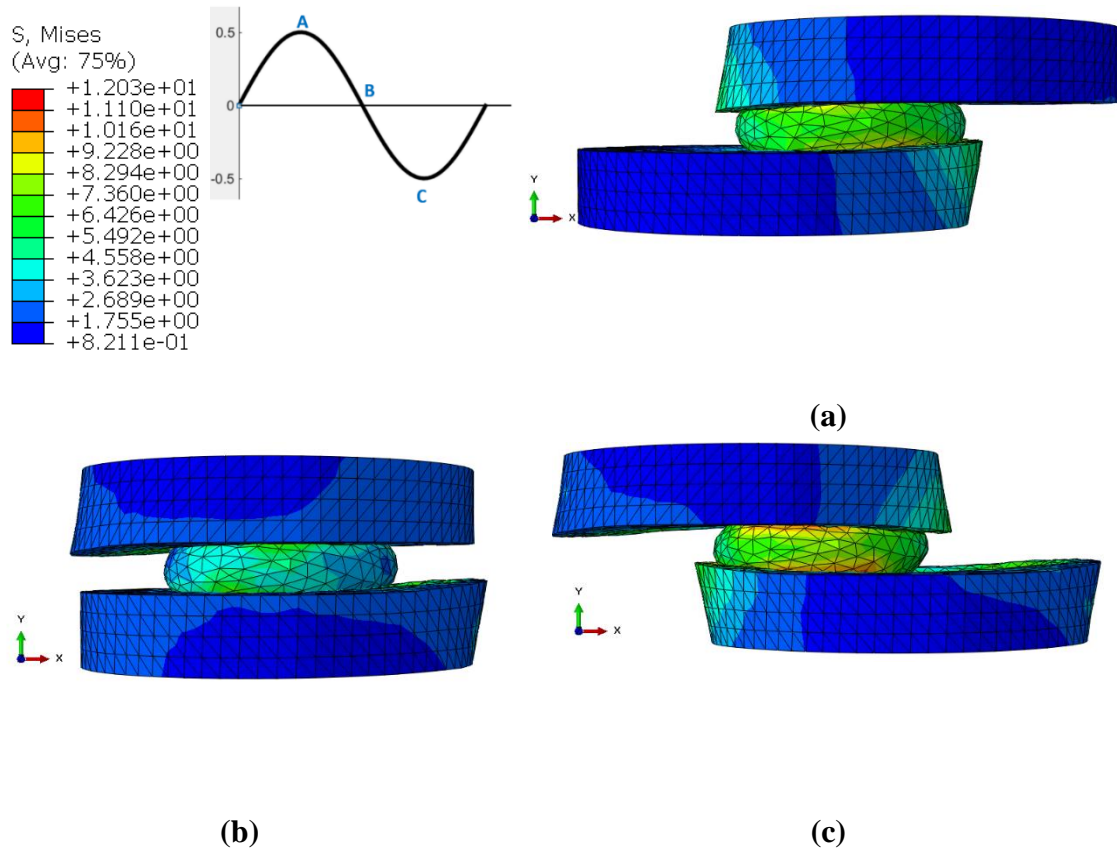 S, Mises
(Avg: 75%)
+1.203e+01
+1.110e+01
+1.016e+01
+9.228e+00
+8.294e+00
+7.360e+00
+6.426e+00
+5.492e+00
+4.558e+00
+3.623e+00
+2.689e+00
+1.755e+00
+8.211e-01
0.5
0
-0.5
A
B
C
Y
X
(a)
Y
X
Y
X
(b)
(c)